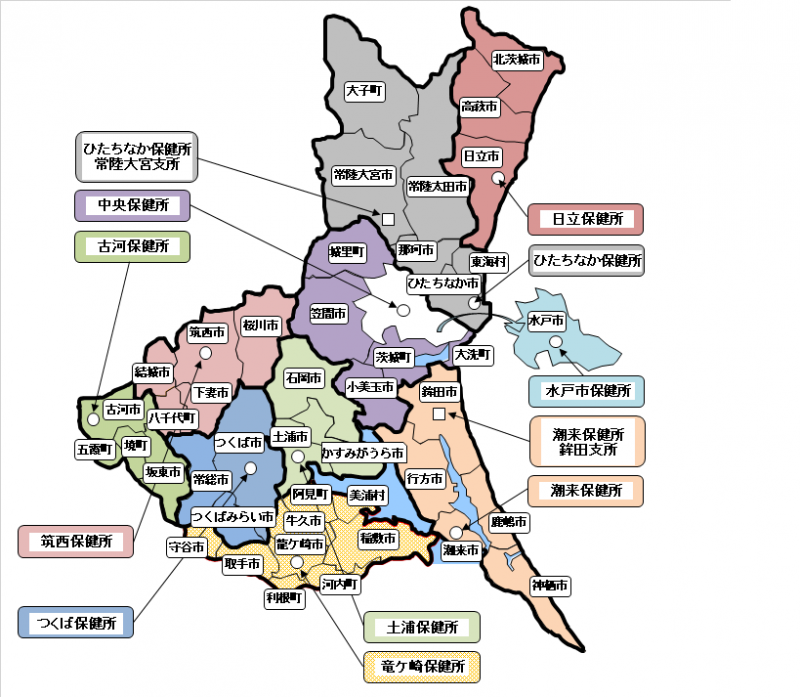 北茨城市
大子町
高萩市
ひたちなか保健所
常陸大宮支所
日立市
常陸大宮市
常陸太田市
中央保健所
日立保健所
古河保健所
城里町
那珂市
東海村
ひたちなか保健所
ひたちなか市
笠間市
桜川市
筑西市
水戸市
茨城町
大洗町
結城市
石岡市
小美玉市
下妻市
鉾田市
水戸市保健所
古河市
八千代町
五霞町
境町
つくば市
土浦市
かすみがうら市
潮来保健所
鉾田支所
坂東市
常総市
行方市
潮来保健所
阿見町
美浦村
つくばみらい市
牛久市
鹿嶋市
筑西保健所
守谷市
龍ケ崎市
稲敷市
潮来市
取手市
河内町
神栖市
利根町
つくば保健所
土浦保健所
竜ケ崎保健所